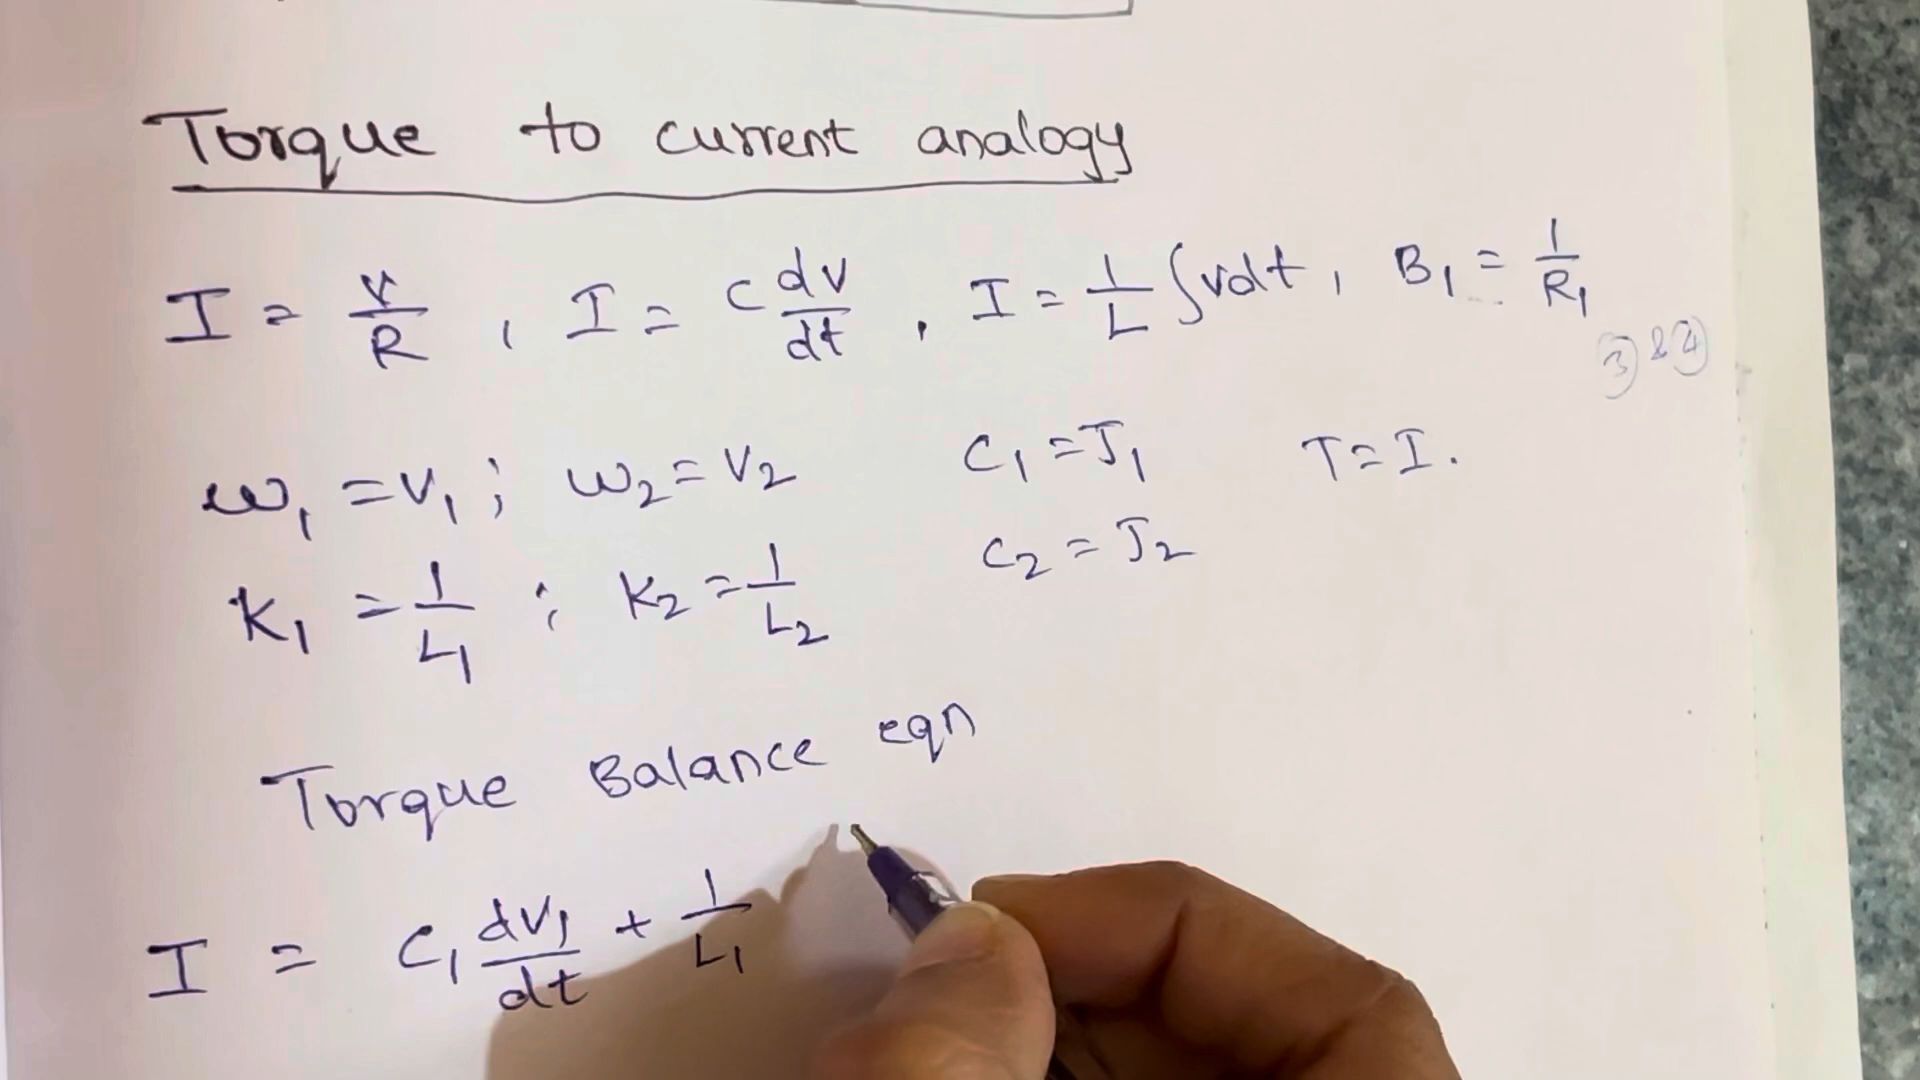 Torque to current analogy
I = V/R , I = C dv/dt , I = 1/L ∫vdt , B₁ = 1/R₁
③ & ④
ω₁ = V₁ ; ω₂ = V₂ C₁ = J₁ T = I.
C₂ = J₂
K₁ = 1/L₁ ; K₂ = 1/L₂
Torque Balance eqn
I = C₁ dV₁/dt + 1/L₁